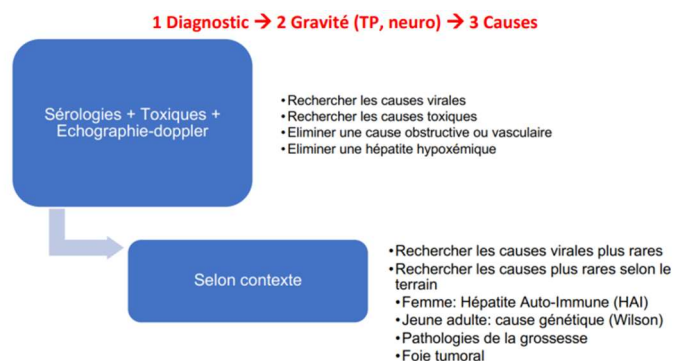 1 Diagnostic → 2 Gravité (TP, neuro) → 3 Causes
Sérologies + Toxiques +
Echographie-doppler
•Rechercher les causes virales
•Rechercher les causes toxiques
•Eliminer une cause obstructive ou vasculaire
•Eliminer une hépatite hypoxémique
Selon contexte
•Rechercher les causes virales plus rares
•Rechercher les causes plus rares selon le
terrain
•Femme: Hépatite Auto-Immune (HAI)
•Jeune adulte: cause génétique (Wilson)
•Pathologies de la grossesse
•Foie tumoral